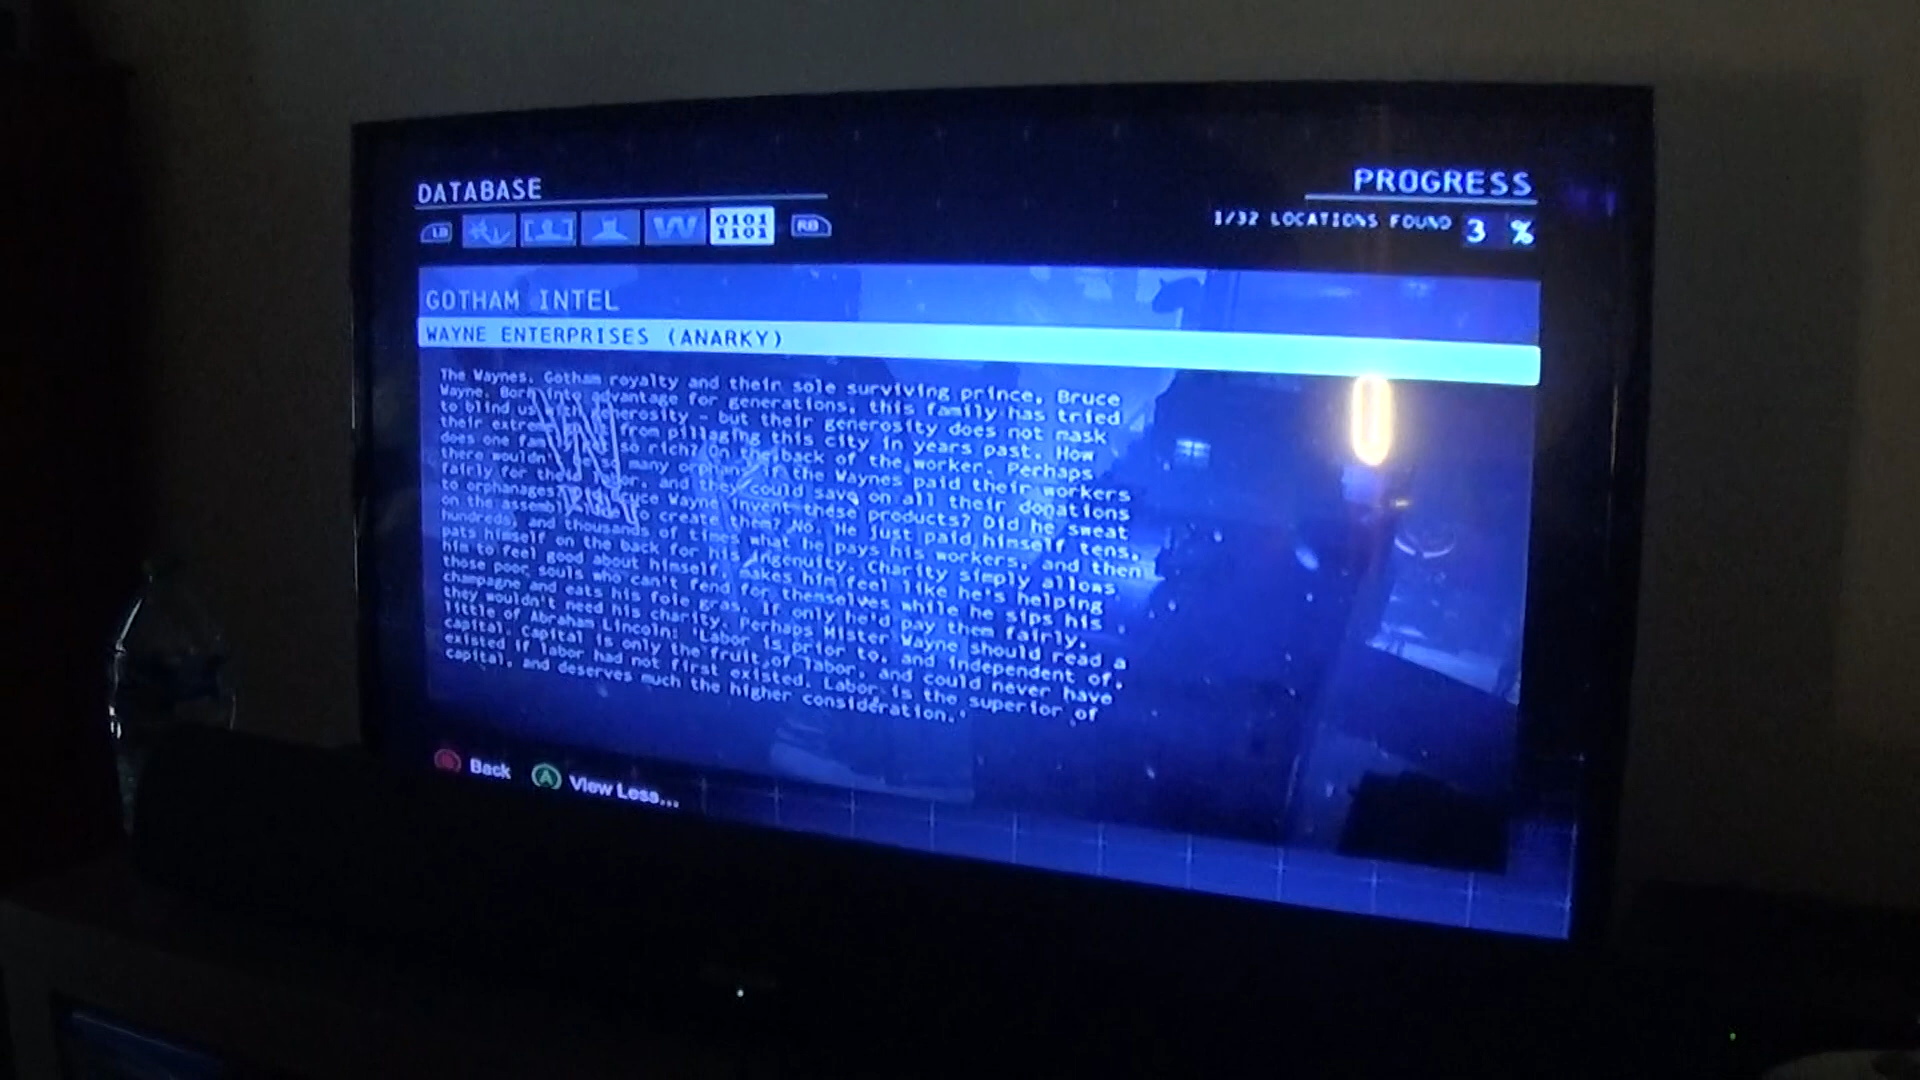 DATABASE
PROGRESS
LB
W
0101
1101
RB
1/32 LOCATIONS FOUND 3 %
GOTHAM INTEL
WAYNE ENTERPRISES (ANARKY)
The Waynes. Gotham royalty and their sole surviving prince, Bruce
Wayne. Born into advantage for generations, this family has tried
to blind us with generosity - but their generosity does not mask
their from pillaging this city in years past. How
does one so rich? On the back of the worker. Perhaps
there wouldn't so many orphans if the Waynes paid their workers
fairly for their labor, and they could save on all their donations
to orphanages? Did Bruce Wayne invent these products? Did he sweat
on the to create them? No. He just paid himself tens,
hundreds, and thousands of times what he pays his workers, and then
pats himself on the back for his ingenuity. Charity simply allows
him to feel good about himself, makes him feel like he's helping
those poor souls who can't fend for themselves while he sips his
champagne and eats his foie gras. If only he'd pay them fairly,
they wouldn't need his charity. Perhaps Mister Wayne should read a
little of Abraham Lincoln: 'Labor is prior to, and independent of,
capital. Capital is only the fruit of labor, and could never have
existed if labor had not first existed. Labor is the superior of
capital, and deserves much the higher consideration.'
B Back A View Less...